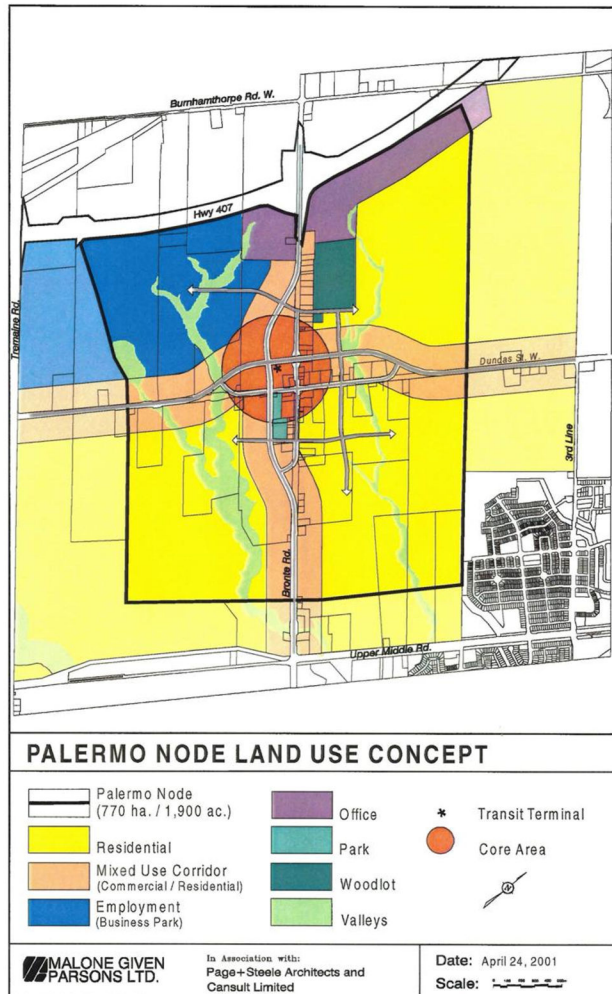 Burnhamthorpe Rd. W.
Hwy 407
Tremaine Rd.
Dundas St. W.
3rd Line
Bronte Rd.
Upper Middle Rd.
PALERMO NODE LAND USE CONCEPT
Palermo Node
(770 ha. / 1,900 ac.)
Residential
Mixed Use Corridor
(Commercial / Residential)
Employment
(Business Park)
Office
Park
Woodlot
Valleys
* Transit Terminal
Core Area
N
MALONE GIVEN
PARSONS LTD.
In Association with:
Page+Steele Architects and
Cansult Limited
Date: April 24, 2001
Scale: